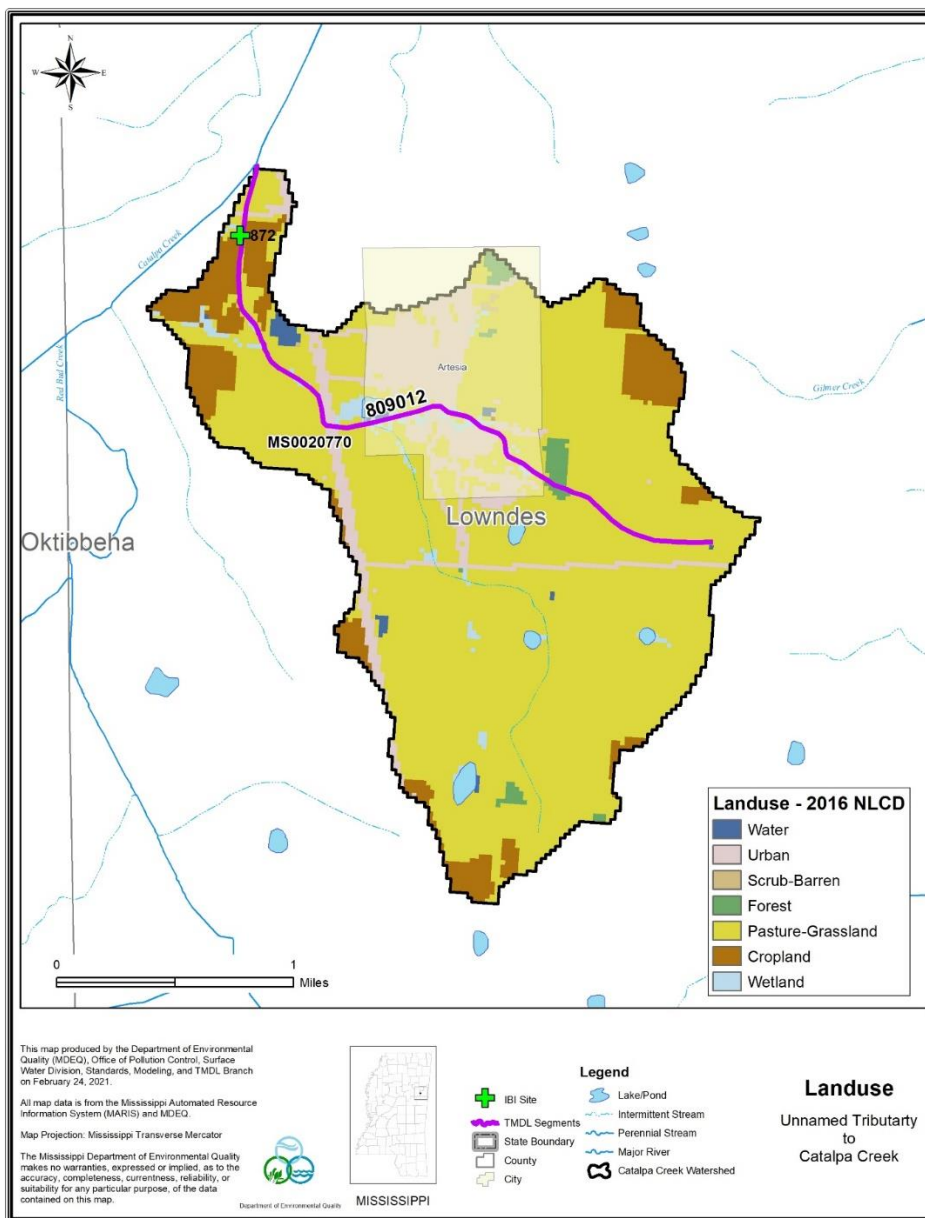 N
W
E
S
872
Catalpa Creek
Red Bud Creek
Artesia
Gilmer Creek
809012
MS0020770
Lowndes
Oktibbeha
Landuse - 2016 NLCD
Water
Urban
Scrub-Barren
Forest
Pasture-Grassland
Cropland
Wetland
0
1
Miles
This map produced by the Department of Environmental
Quality (MDEQ), Office of Pollution Control, Surface
Water Division, Standards, Modeling, and TMDL Branch
on February 24, 2021.
All map data is from the Mississippi Automated Resource
Information System (MARIS) and MDEQ.
Map Projection: Mississippi Transverse Mercator
The Mississippi Department of Environmental Quality
makes no warranties, expressed or implied, as to the
accuracy, completeness, currentness, reliability, or
suitability for any particular purpose, of the data
contained on this map.
Department of Environmental Quality
MISSISSIPPI
Legend
IBI Site
TMDL Segments
State Boundary
County
City
Lake/Pond
Intermittent Stream
Perennial Stream
Major River
Catalpa Creek Watershed
Landuse
Unnamed Tributarty
to
Catalpa Creek